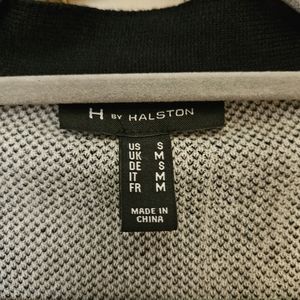 H BY HALSTON
US S
UK M
DE S
IT M
FR M
MADE IN
CHINA